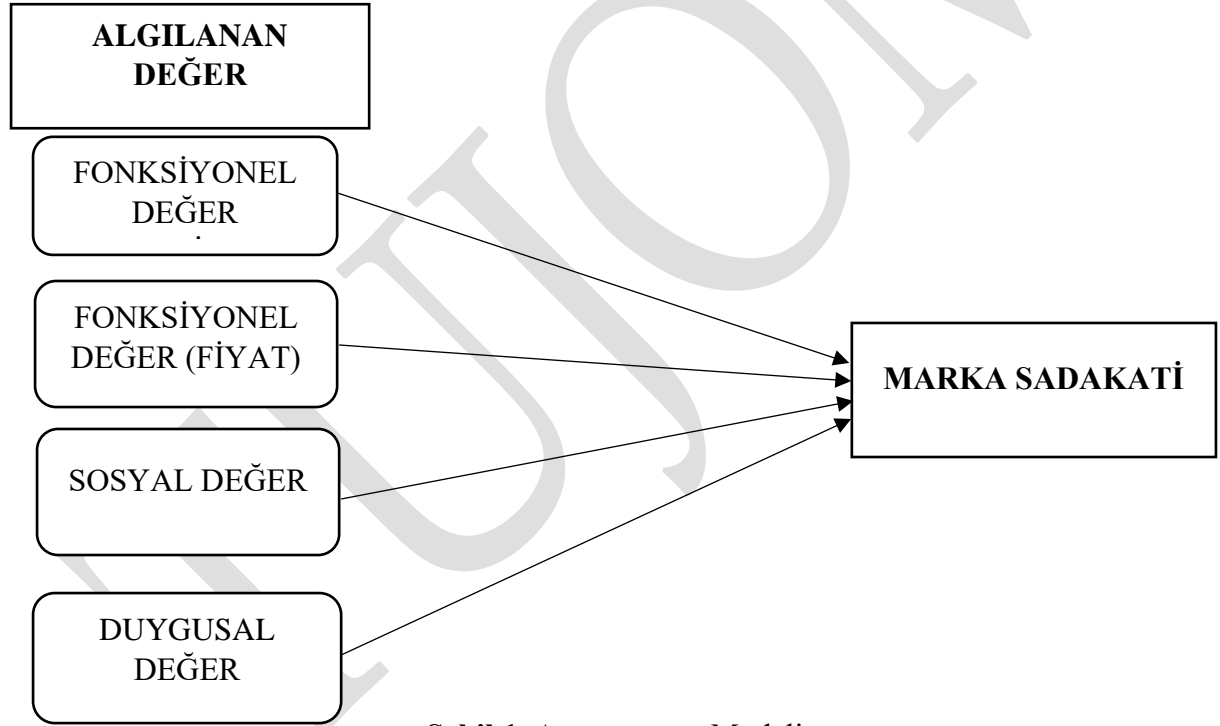 ALGILANAN
DEĞER
FONKSİYONEL
DEĞER
FONKSİYONEL
DEĞER (FİYAT)
SOSYAL DEĞER
DUYGUSAL
DEĞER
MARKA SADAKATİ